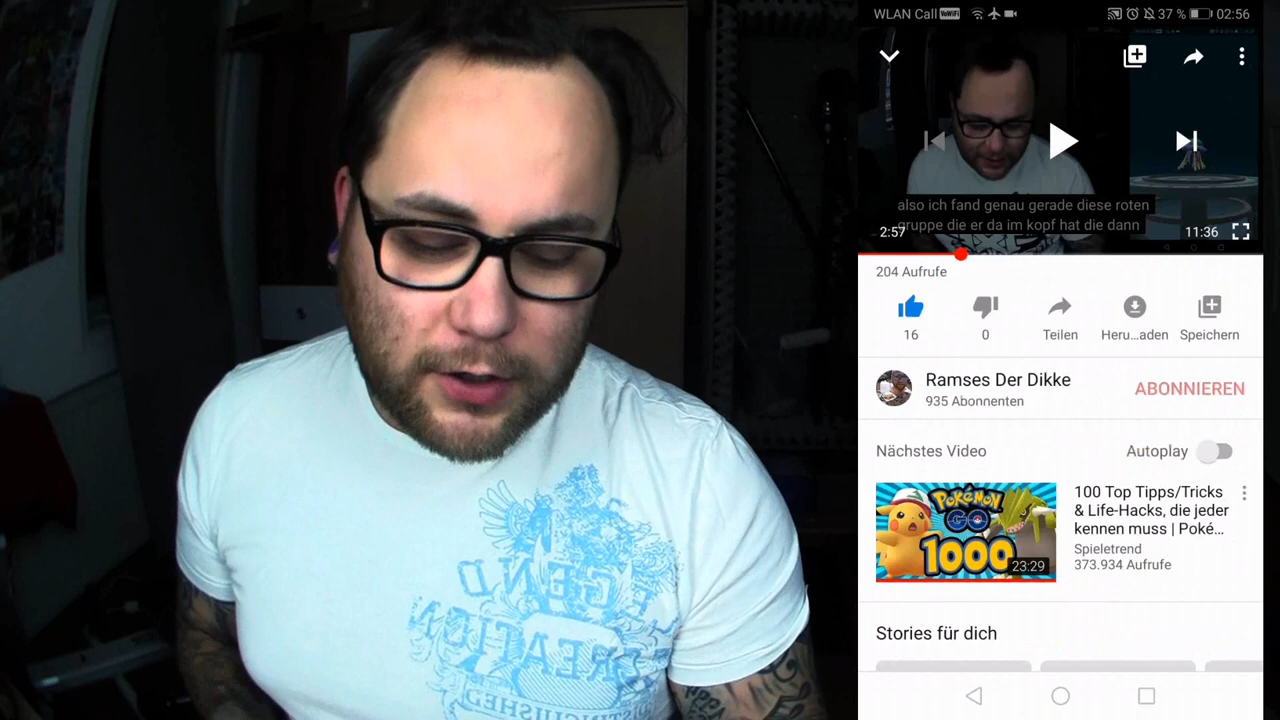 WLAN Call VoWiFi 37 % 02:56
also ich fand genau gerade diese roten
gruppe die er da im kopf hat die dann
2:57 11:36
204 Aufrufe
16 0 Teilen Heru...aden Speichern
Ramses Der Dikke
935 Abonnenten
ABONNIEREN
Nächstes Video Autoplay
POKÉMON
GO
1000
23:29
100 Top Tipps/Tricks
& Life-Hacks, die jeder
kennen muss | Poké...
Spieletrend
373.934 Aufrufe
Stories für dich